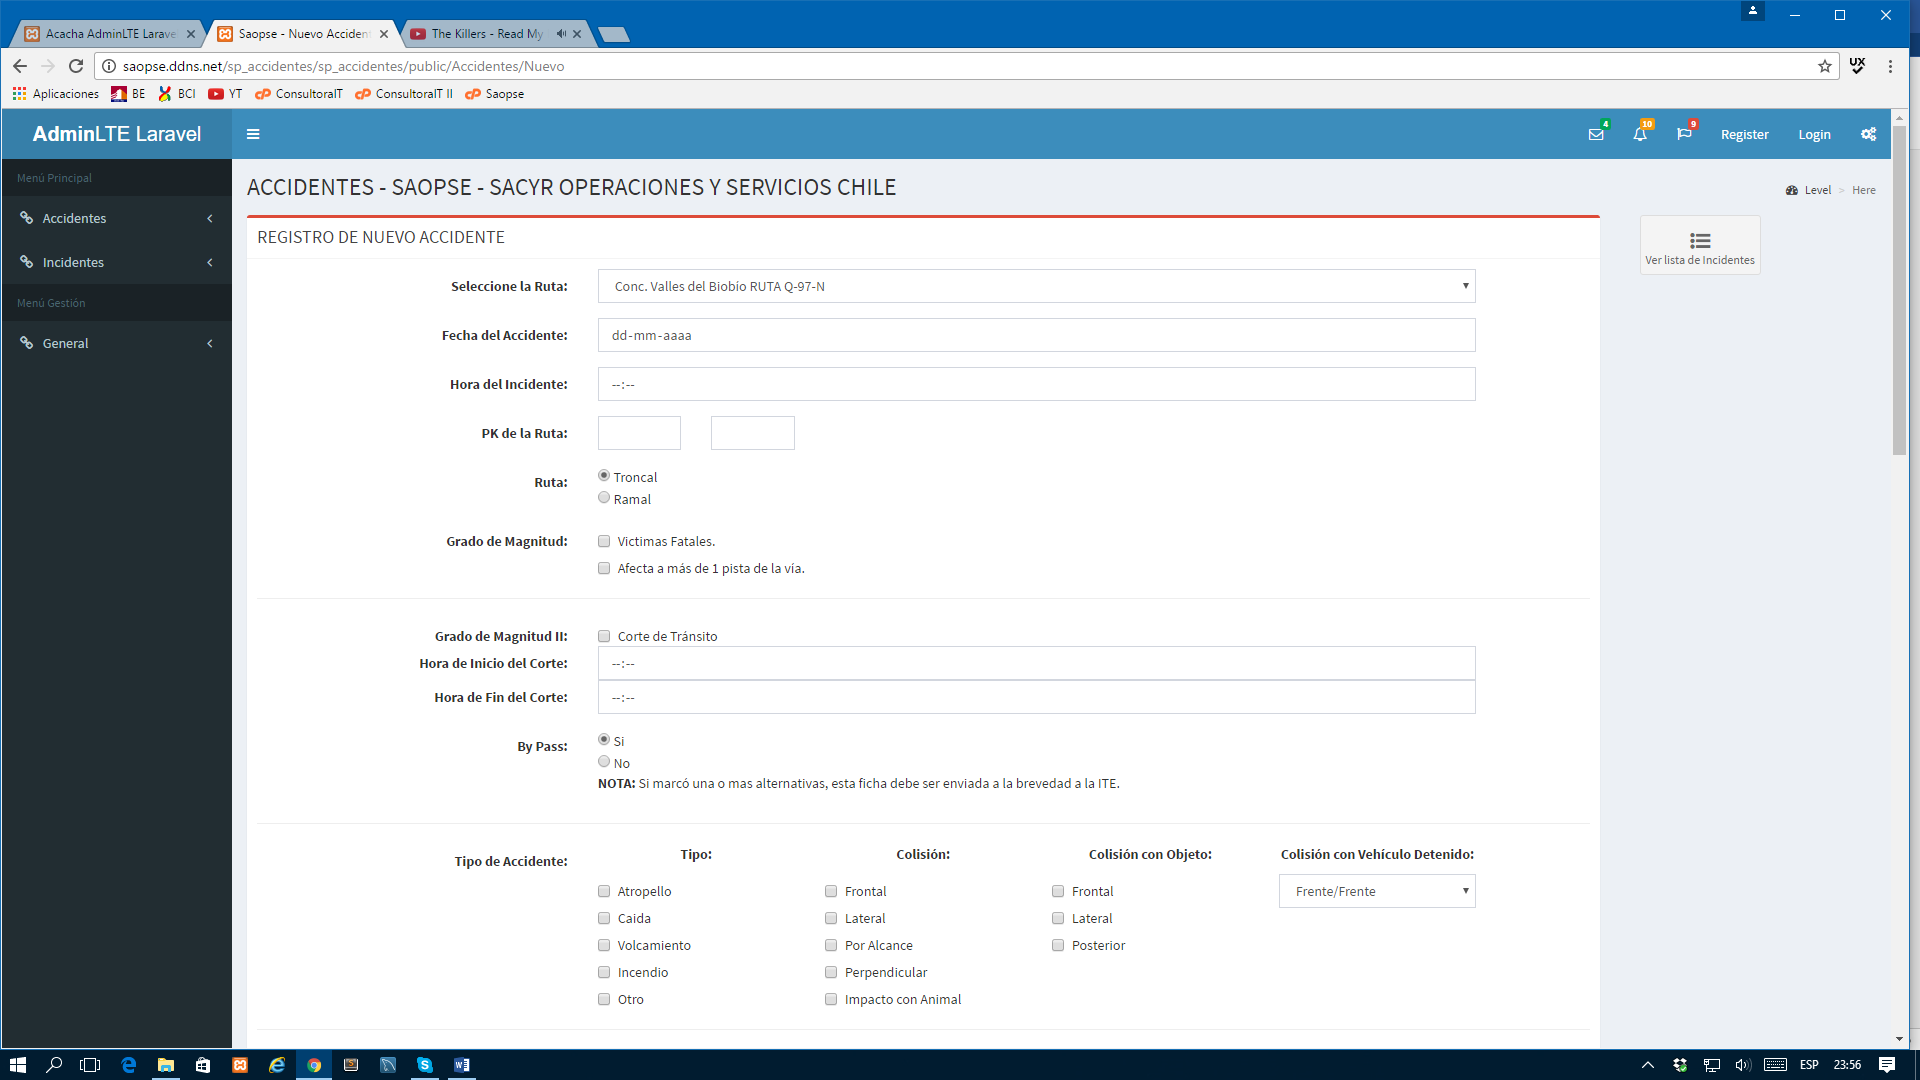 Acacha AdminLTE Larave
Saopse - Nuevo Acciden
The Killers - Read My
saopse.ddns.net/sp_accidentes/sp_accidentes/public/Accidentes/Nuevo
UX
Aplicaciones BE BCI YT ConsultoraIT ConsultoraIT II Saopse
AdminLTE Laravel
4 10 9 Register Login
Menú Principal
Accidentes
Incidentes
Menú Gestión
General
ACCIDENTES - SAOPSE - SACYR OPERACIONES Y SERVICIOS CHILE
Level > Here
REGISTRO DE NUEVO ACCIDENTE
Ver lista de Incidentes
Seleccione la Ruta: Conc. Valles del Biobío RUTA Q-97-N
Fecha del Accidente: dd-mm-aaaa
Hora del Incidente: --:--
PK de la Ruta:
Ruta: Troncal
Ramal
Grado de Magnitud: Victimas Fatales.
Afecta a más de 1 pista de la vía.
Grado de Magnitud II: Corte de Tránsito
Hora de Inicio del Corte: --:--
Hora de Fin del Corte: --:--
By Pass: Si
No
NOTA: Si marcó una o mas alternativas, esta ficha debe ser enviada a la brevedad a la ITE.
Tipo de Accidente:
Tipo:
Atropello
Caida
Volcamiento
Incendio
Otro
Colisión:
Frontal
Lateral
Por Alcance
Perpendicular
Impacto con Animal
Colisión con Objeto:
Frontal
Lateral
Posterior
Colisión con Vehículo Detenido:
Frente/Frente
ESP 23:56